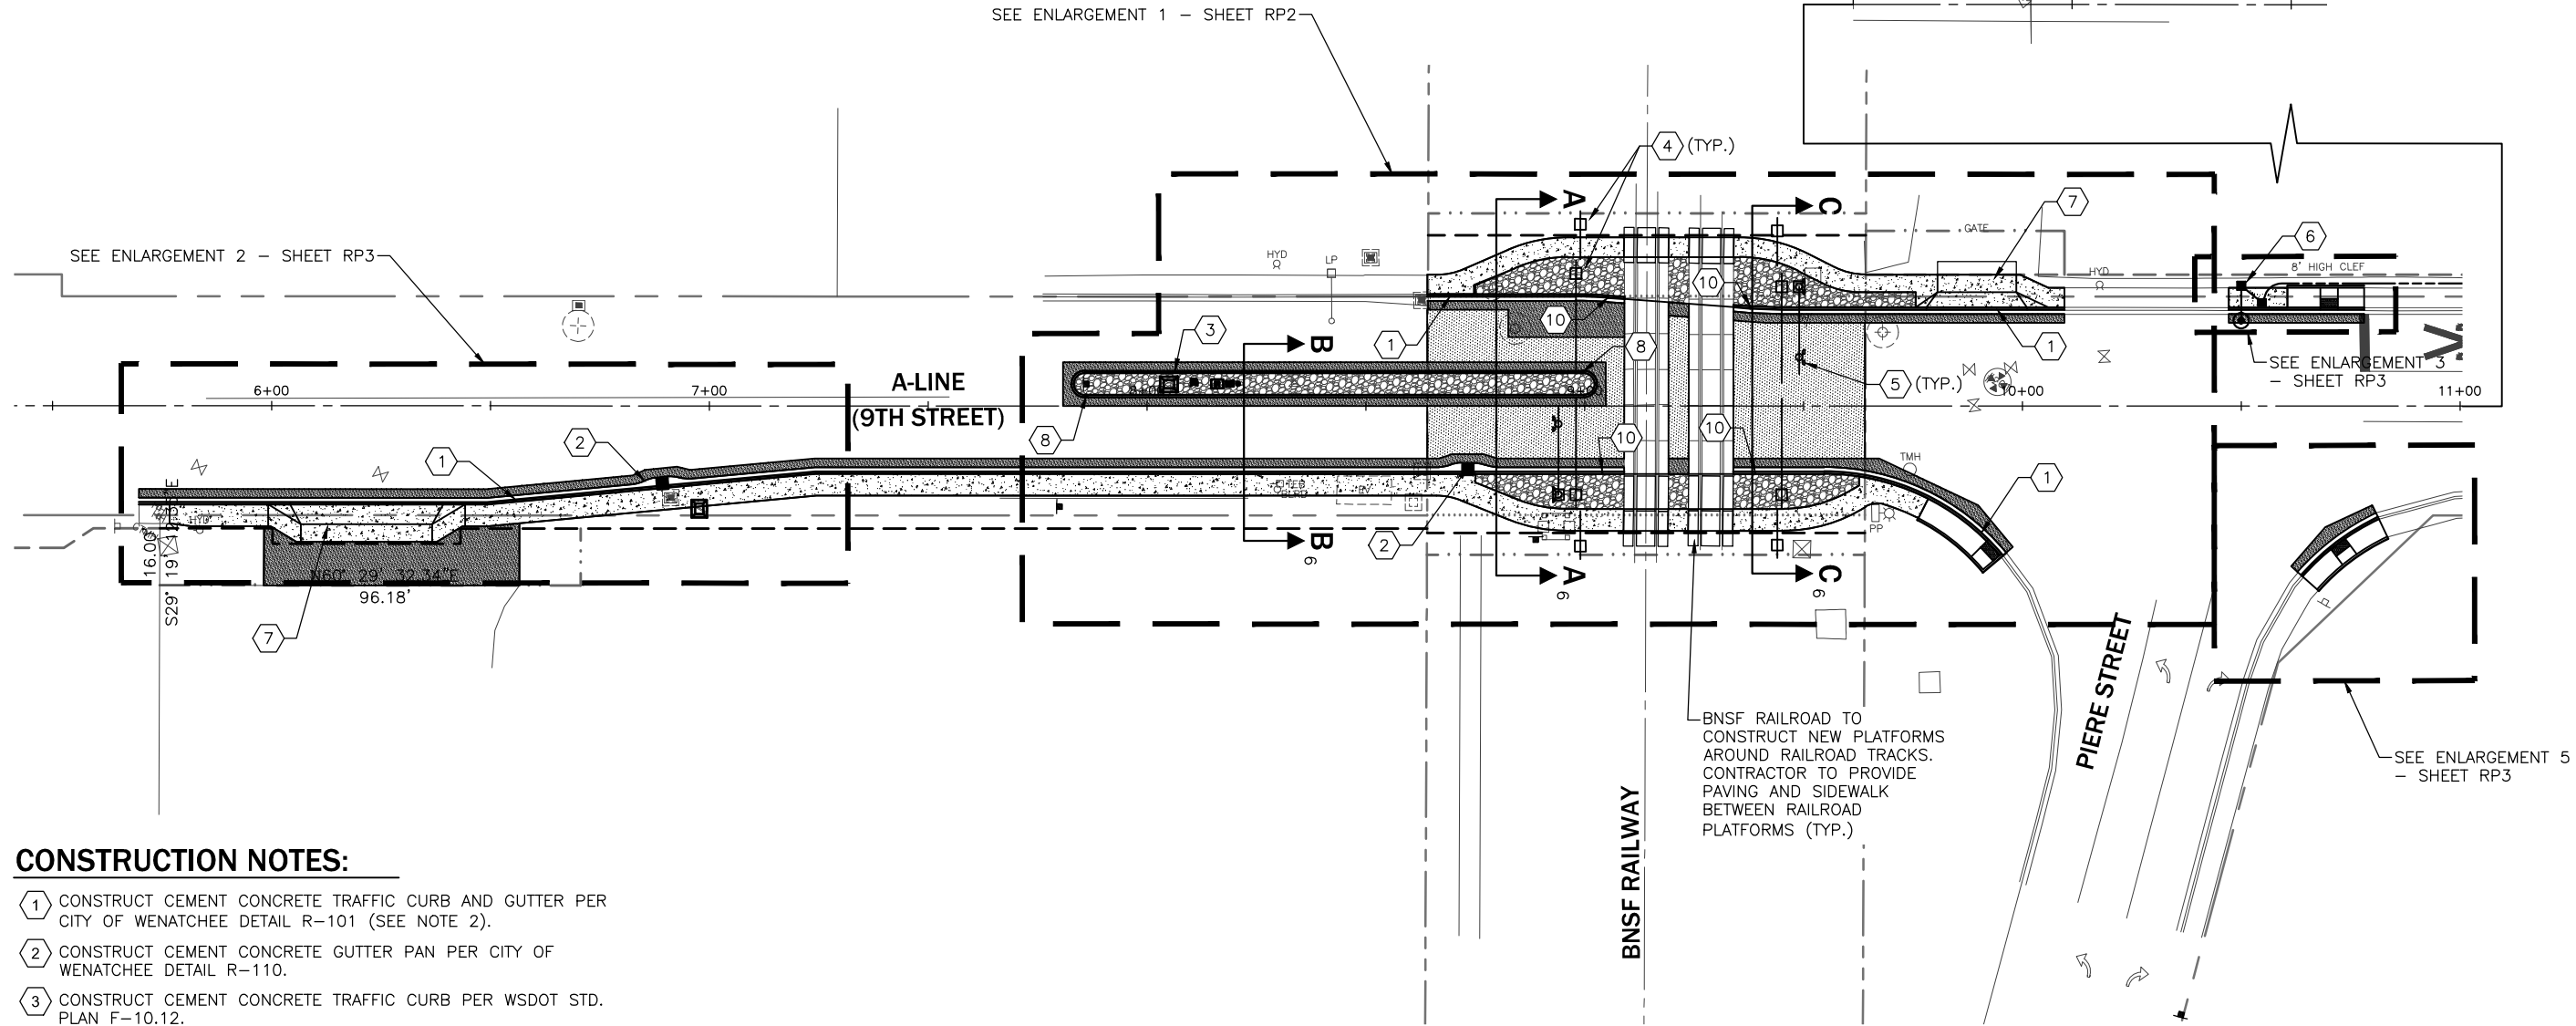 SEE ENLARGEMENT 1 – SHEET RP2
4 (TYP.)
A
C
7
GATE
6
SEE ENLARGEMENT 2 – SHEET RP3
HYD
LP
HYD
8' HIGH CLEF
10
10
3
1
8
1
B
SEE ENLARGEMENT 3
– SHEET RP3
5 (TYP.)
6+00
7+00
A-LINE
(9TH STREET)
10+00
11+00
8
10
10
2
1
TMH
1
HYD
PP
B
9
2
A
9
C
9
16.00'
N60° 29' 32.34"E
96.18'
7
PIERE STREET
BNSF RAILROAD TO
CONSTRUCT NEW PLATFORMS
AROUND RAILROAD TRACKS.
CONTRACTOR TO PROVIDE
PAVING AND SIDEWALK
BETWEEN RAILROAD
PLATFORMS (TYP.)
SEE ENLARGEMENT 5
– SHEET RP3
BNSF RAILWAY
CONSTRUCTION NOTES:
1 CONSTRUCT CEMENT CONCRETE TRAFFIC CURB AND GUTTER PER
CITY OF WENATCHEE DETAIL R–101 (SEE NOTE 2).
2 CONSTRUCT CEMENT CONCRETE GUTTER PAN PER CITY OF
WENATCHEE DETAIL R–110.
3 CONSTRUCT CEMENT CONCRETE TRAFFIC CURB PER WSDOT STD.
PLAN F–10.12.